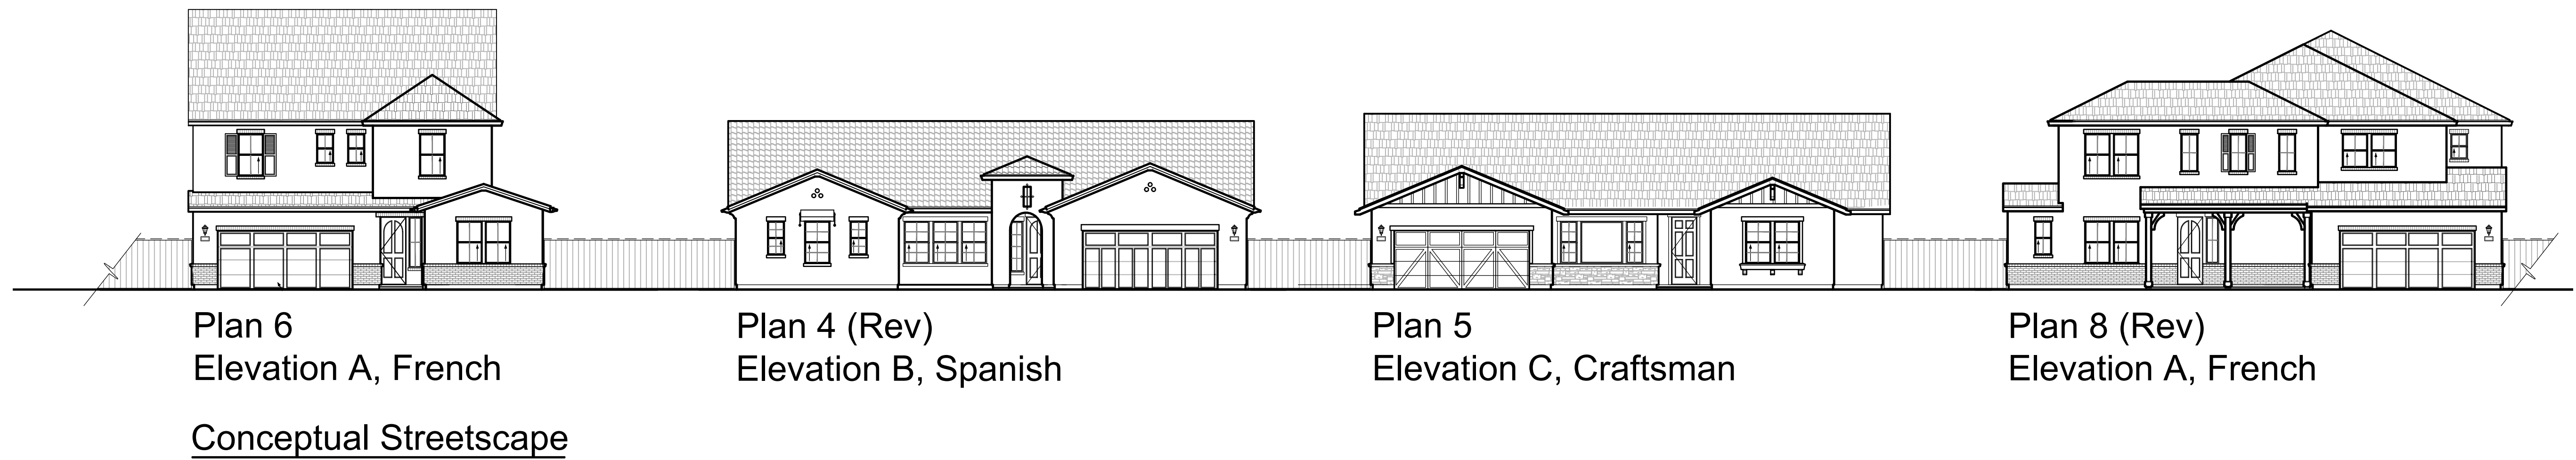 Plan 6
Elevation A, French
Plan 4 (Rev)
Elevation B, Spanish
Plan 5
Elevation C, Craftsman
Plan 8 (Rev)
Elevation A, French
Conceptual Streetscape